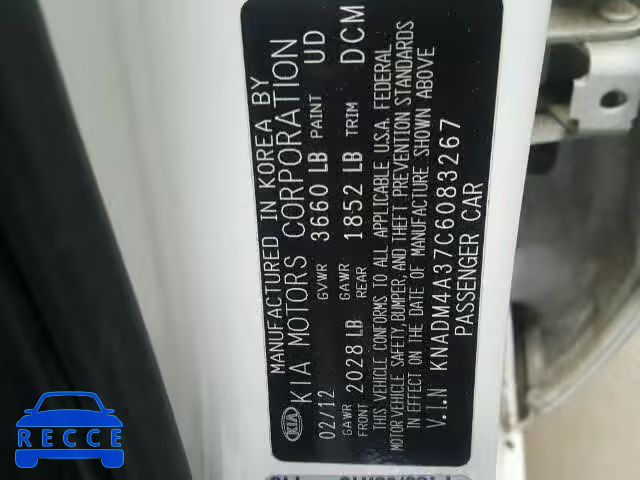 MANUFACTURED IN KOREA BY
KIA MOTORS CORPORATION
KIA
02/12 GVWR 3660 LB PAINT UD
GAWR FRONT 2028 LB GAWR REAR 1852 LB TRIM DCM
THIS VEHICLE CONFORMS TO ALL APPLICABLE U.S.A. FEDERAL
MOTOR VEHICLE SAFETY, BUMPER, AND THEFT PREVENTION STANDARDS
IN EFFECT ON THE DATE OF MANUFACTURE SHOWN ABOVE
V.I.N KNADM4A37C6083267
PASSENGER CAR
RECCE